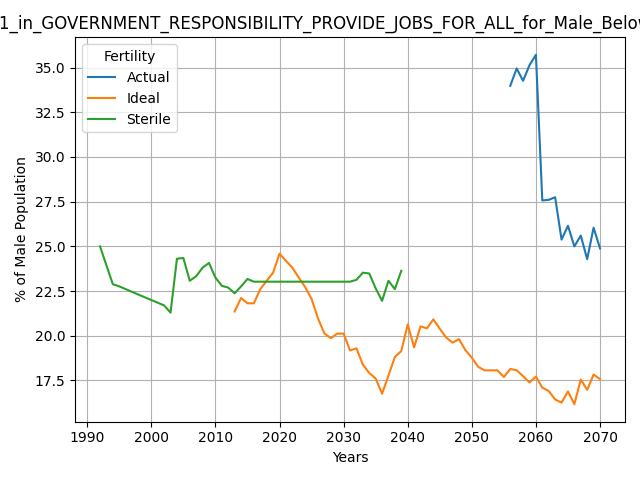 1_in_GOVERNMENT_RESPONSIBILITY_PROVIDE_JOBS_FOR_ALL_for_Male_Below
Fertility
Actual
Ideal
Sterile
% of Male Population
35.0
32.5
30.0
27.5
25.0
22.5
20.0
17.5
1990 2000 2010 2020 2030 2040 2050 2060 2070
Years